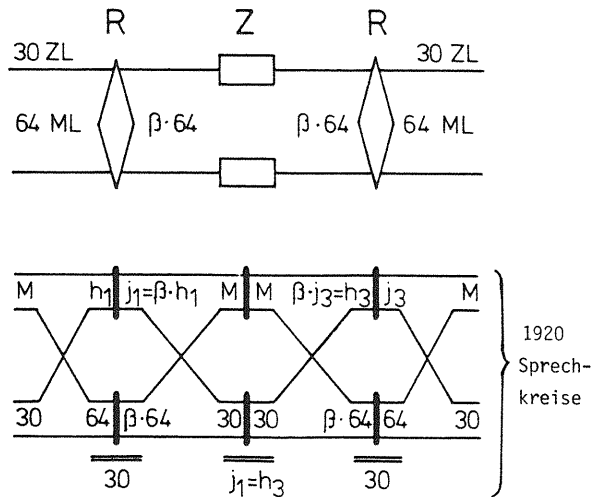 R Z R
30 ZL 30 ZL
64 ML β·64 β·64 64 ML
M h₁ j₁=β·h₁ M M β·j₃=h₃ j₃ M
30 64 β·64 30 30 β·64 64 30
30 j₁=h₃ 30
1920
Sprech-
kreise